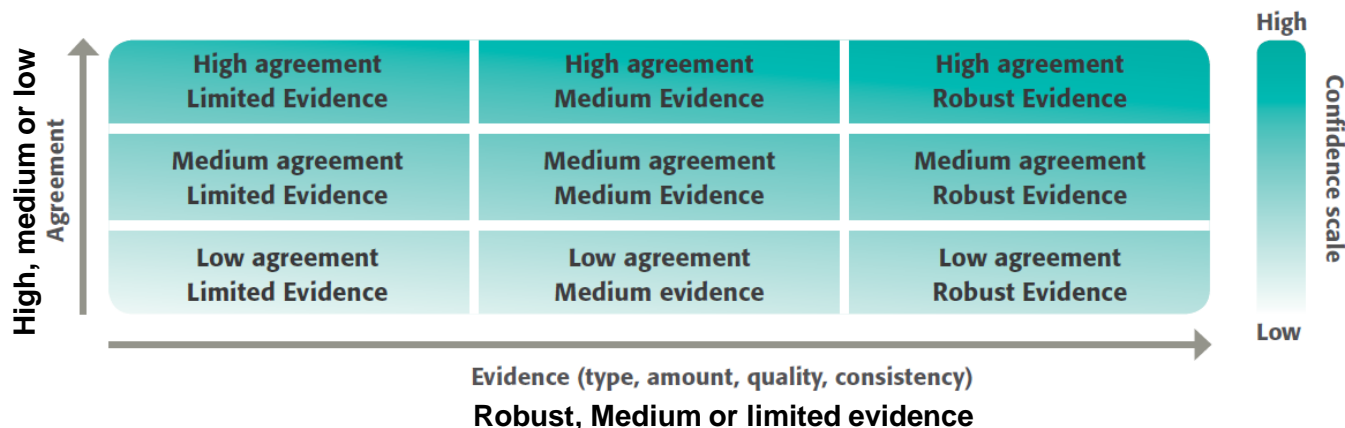 High, medium or low
Agreement
High agreement
Limited Evidence
High agreement
Medium Evidence
High agreement
Robust Evidence
Medium agreement
Limited Evidence
Medium agreement
Medium Evidence
Medium agreement
Robust Evidence
Low agreement
Limited Evidence
Low agreement
Medium evidence
Low agreement
Robust Evidence
Evidence (type, amount, quality, consistency)
Robust, Medium or limited evidence
High
Confidence scale
Low